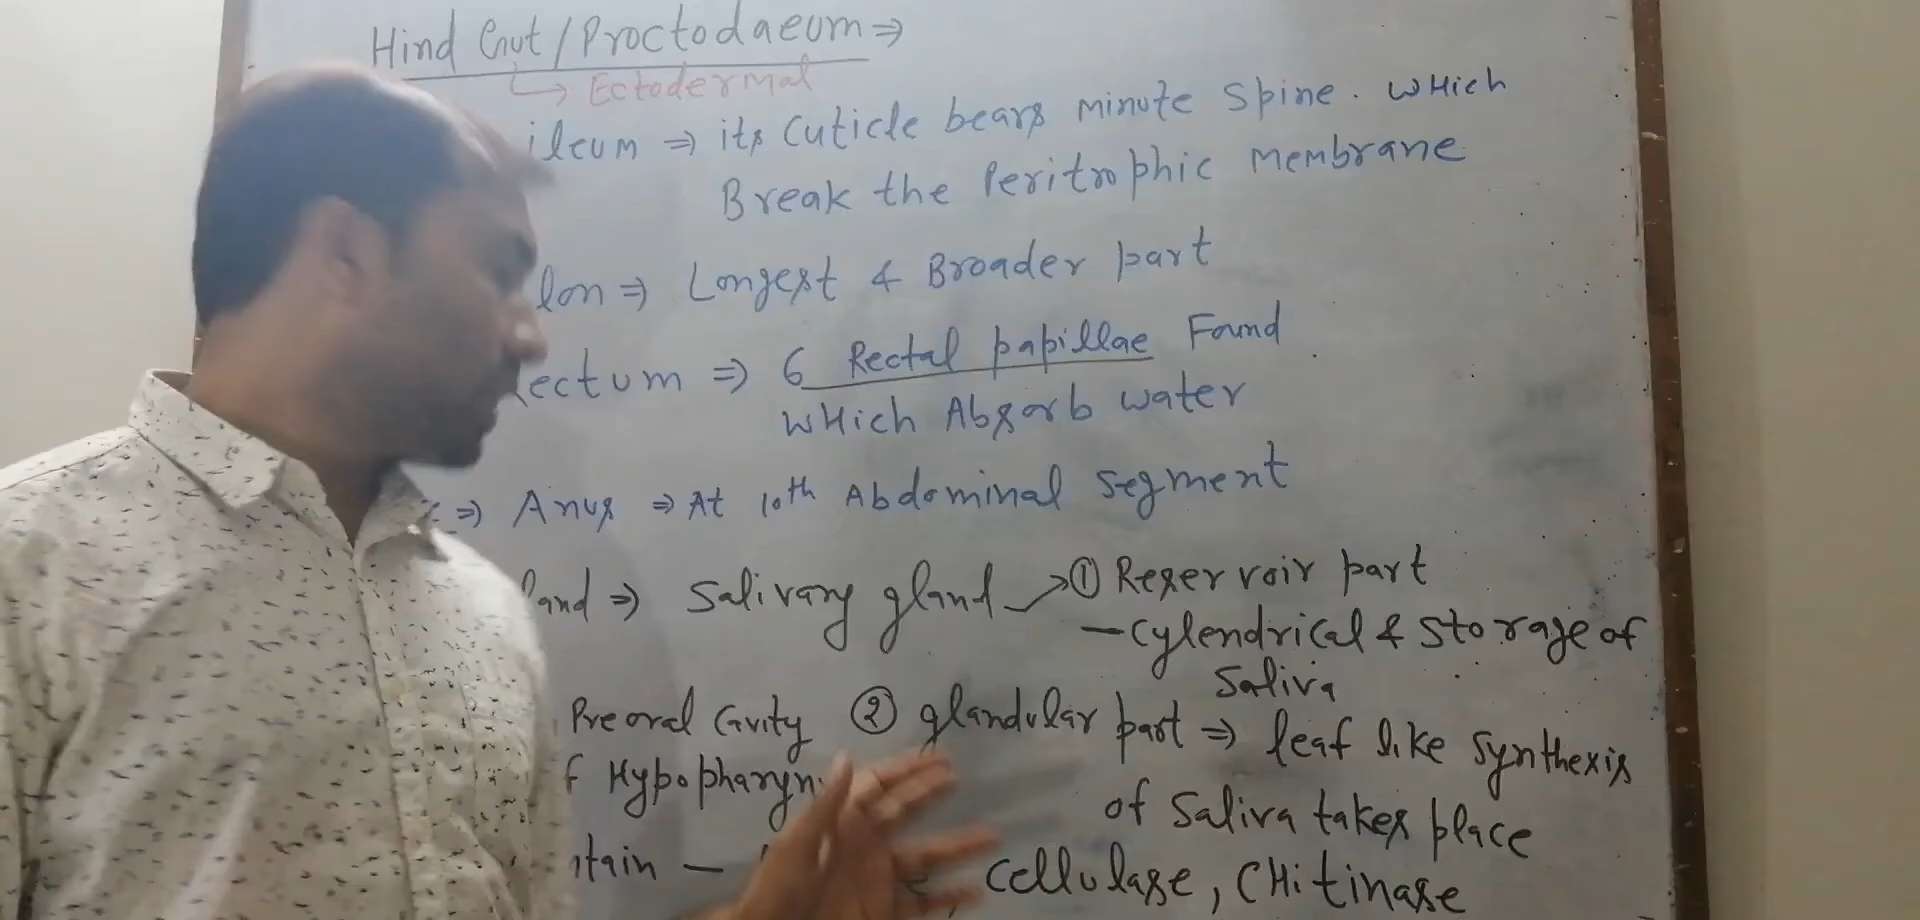 Hind Gut / Proctodaeum ⇒
↳ Ectodermal
ileum ⇒ its cuticle bears minute spine. Which
Break the Peritrophic Membrane
lon ⇒ Longest & Broader part
ectum ⇒ 6 Rectal papillae Found
Which Absorb water
⇒ Anus ⇒ At 10th Abdominal Segment
land ⇒ Salivary gland → ① Reservoir part
– Cylendrical & Storage of
Saliva
Preoral Cavity ② glandular part ⇒ leaf like Synthesis
f Hypopharyn
of Saliva takes place
ntain – , Cellulase, CHitinase